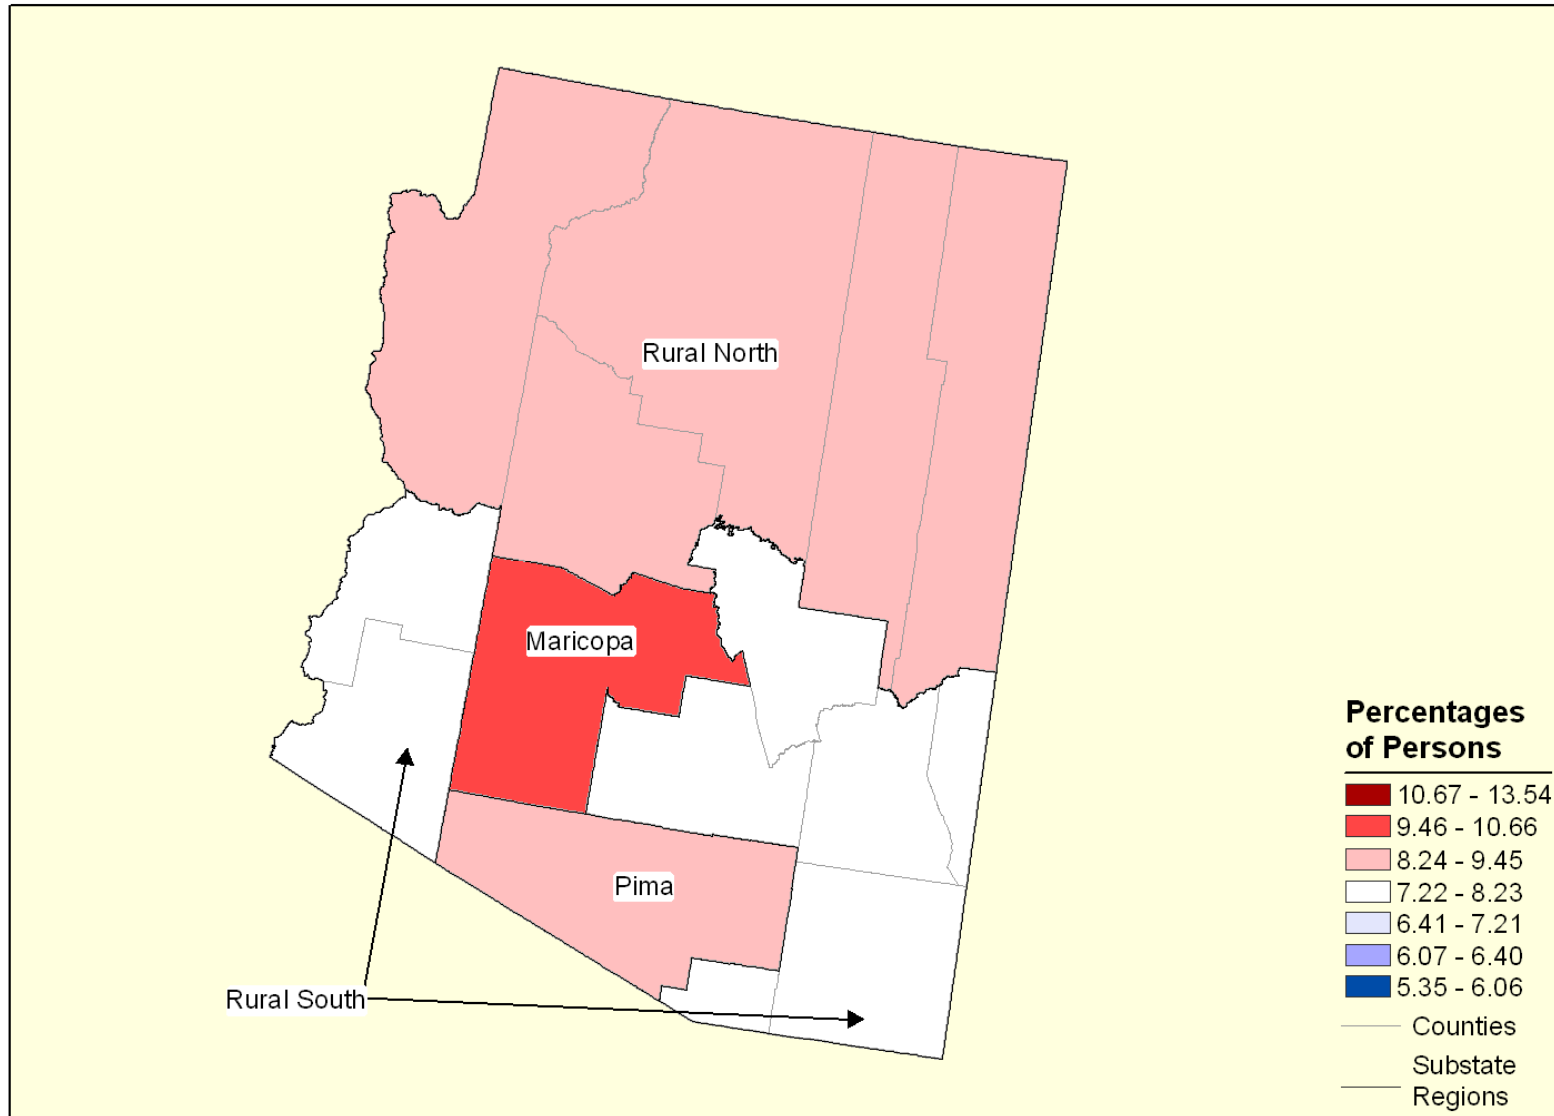 Rural North
Maricopa
Pima
Rural South
Percentages
of Persons
10.67 - 13.54
9.46 - 10.66
8.24 - 9.45
7.22 - 8.23
6.41 - 7.21
6.07 - 6.40
5.35 - 6.06
Counties
Substate
Regions